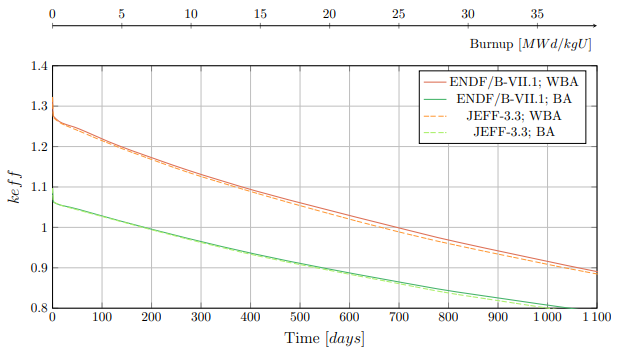 0 5 10 15 20 25 30 35
Burnup [MWd/kgU]
1.4
1.3
1.2
1.1
1
0.9
0.8
keff
ENDF/B-VII.1; WBA
ENDF/B-VII.1; BA
JEFF-3.3; WBA
JEFF-3.3; BA
0 100 200 300 400 500 600 700 800 900 1 000 1 100
Time [days]